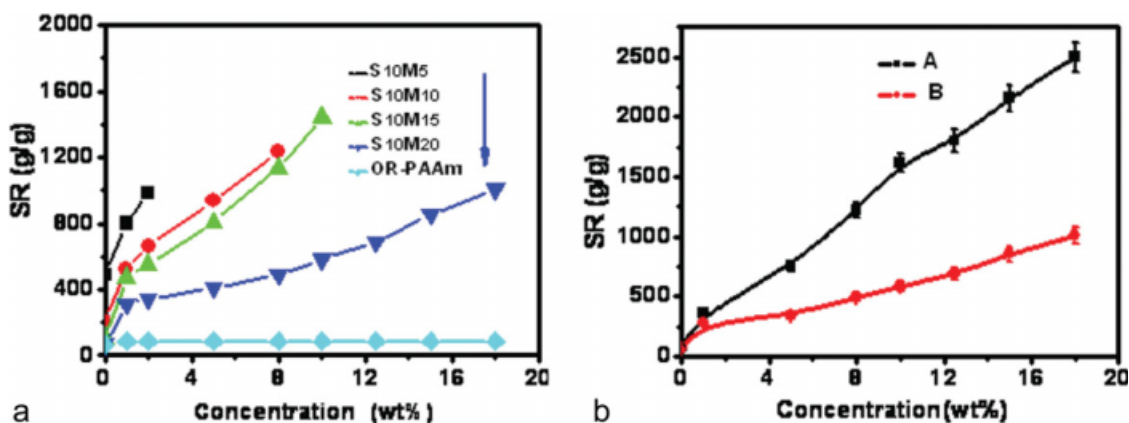 2000
1600
1200
800
400
0
SR (g/g)
S10M5
S10M10
S10M15
S10M20
OR-PAAm
0 4 8 12 16 20
Concentration (wt%)
a
2500
2000
1500
1000
500
0
SR (g/g)
A
B
0 4 8 12 16 20
Concentration(wt%)
b